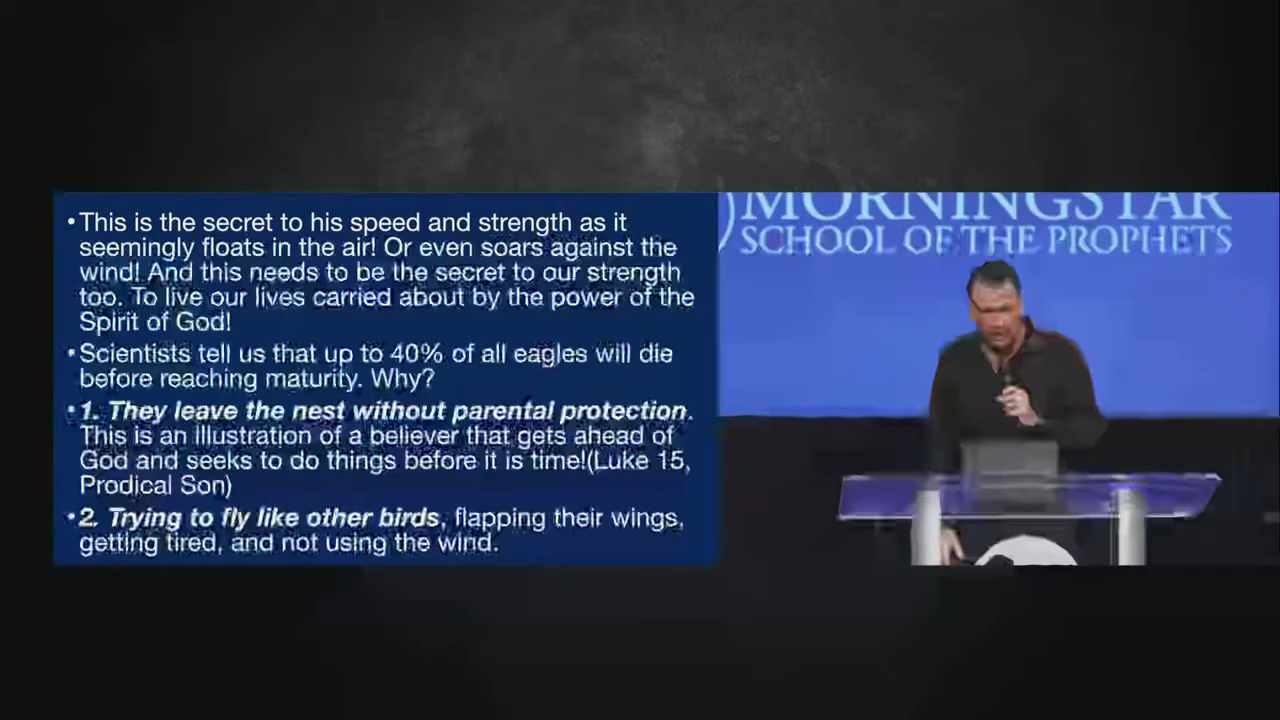 •This is the secret to his speed and strength as it
seemingly floats in the air! Or even soars against the
wind! And this needs to be the secret to our strength
too. To live our lives carried about by the power of the
Spirit of God!
•Scientists tell us that up to 40% of all eagles will die
before reaching maturity. Why?
•1. They leave the nest without parental protection.
This is an illustration of a believer that gets ahead of
God and seeks to do things before it is time!(Luke 15,
Prodical Son)
•2. Trying to fly like other birds, flapping their wings,
getting tired, and not using the wind.
MORNINGSTAR
SCHOOL OF THE PROPHETS